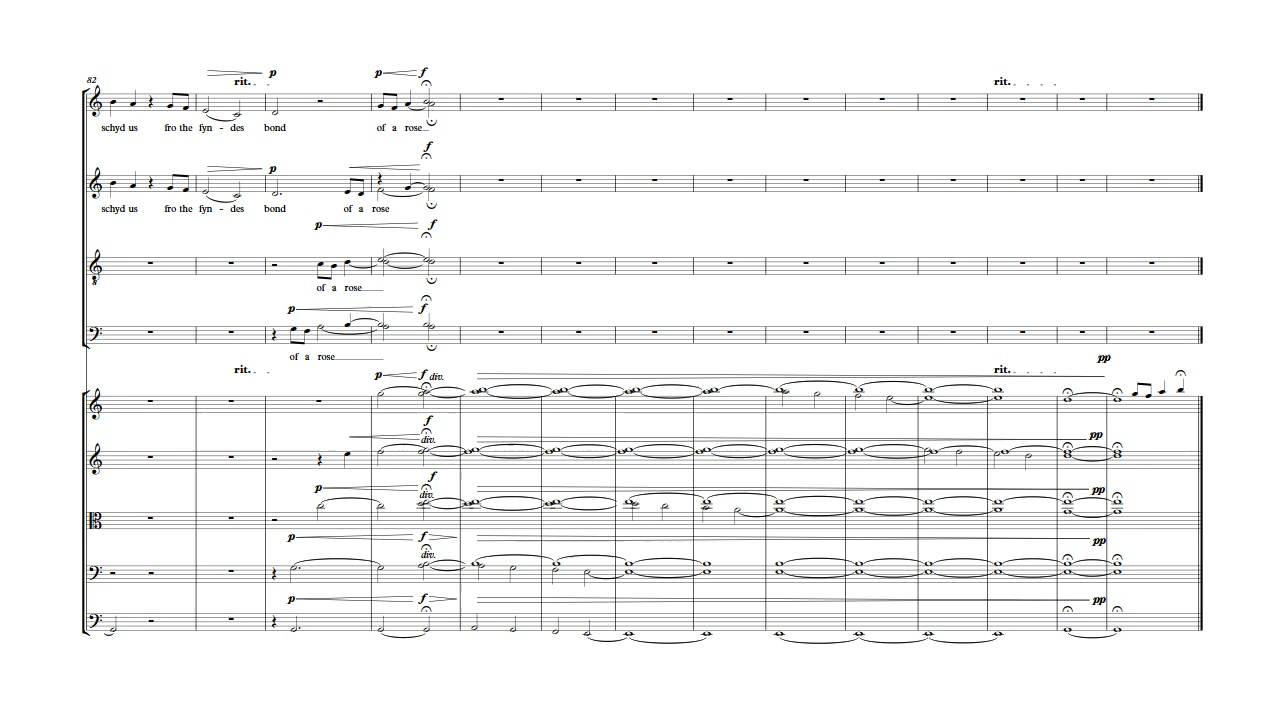 82
p p f
rit. rit.
schyd us fro the fyn - des bond of a rose
f
p
schyd us fro the fyn - des bond of a rose
p f
of a rose
p f
of a rose
pp
rit. rit.
p f div.
f
div. pp
f
p div. pp
p f pp
div.
p f pp